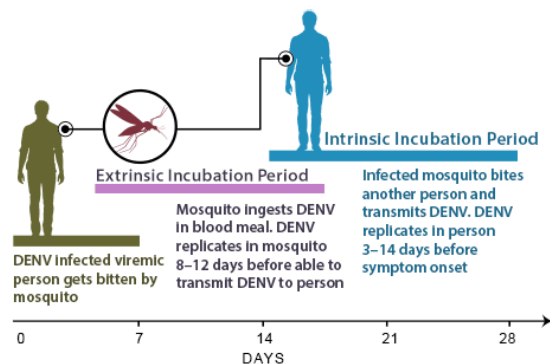 Intrinsic Incubation Period
Extrinsic Incubation Period
Infected mosquito bites
another person and
transmits DENV. DENV
replicates in person
3–14 days before
symptom onset
Mosquito ingests DENV
in blood meal. DENV
replicates in mosquito
8–12 days before able to
transmit DENV to person
DENV infected viremic
person gets bitten by
mosquito
0 7 14 21 28
DAYS